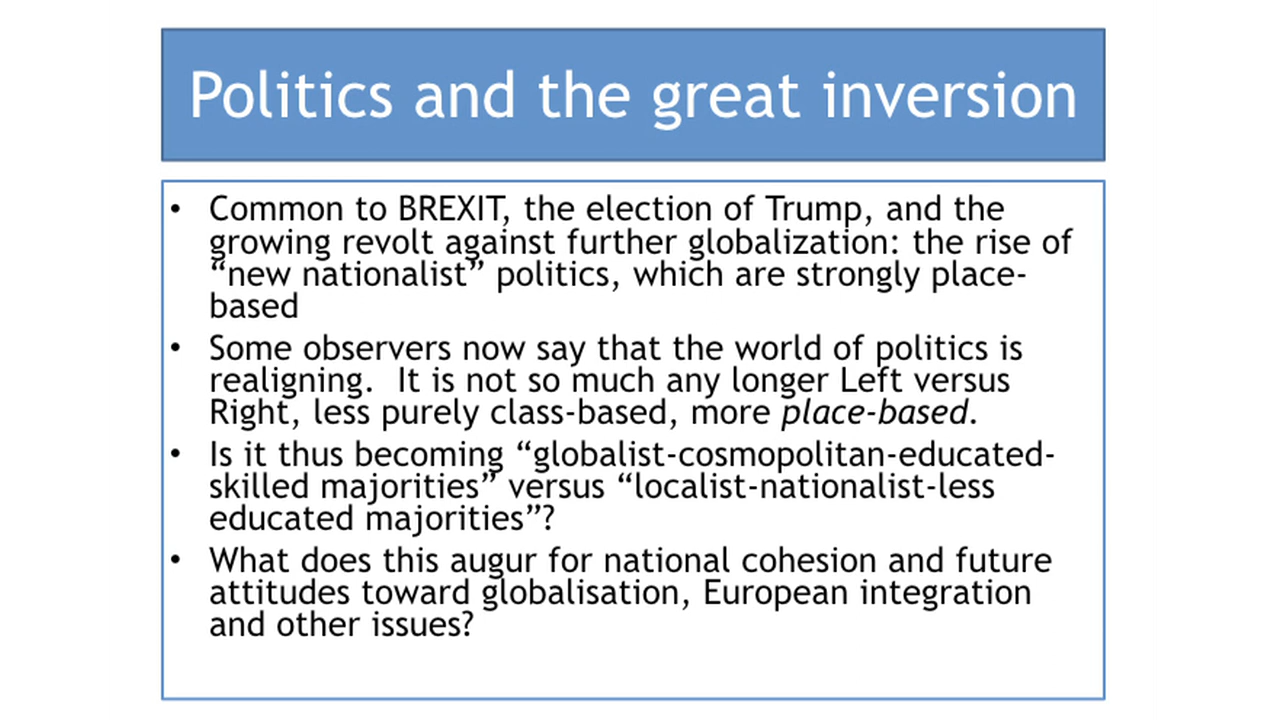 Politics and the great inversion
• Common to BREXIT, the election of Trump, and the
growing revolt against further globalization: the rise of
“new nationalist” politics, which are strongly place-
based
• Some observers now say that the world of politics is
realigning.  It is not so much any longer Left versus
Right, less purely class-based, more place-based.
• Is it thus becoming “globalist-cosmopolitan-educated-
skilled majorities” versus “localist-nationalist-less
educated majorities”?
• What does this augur for national cohesion and future
attitudes toward globalisation, European integration
and other issues?